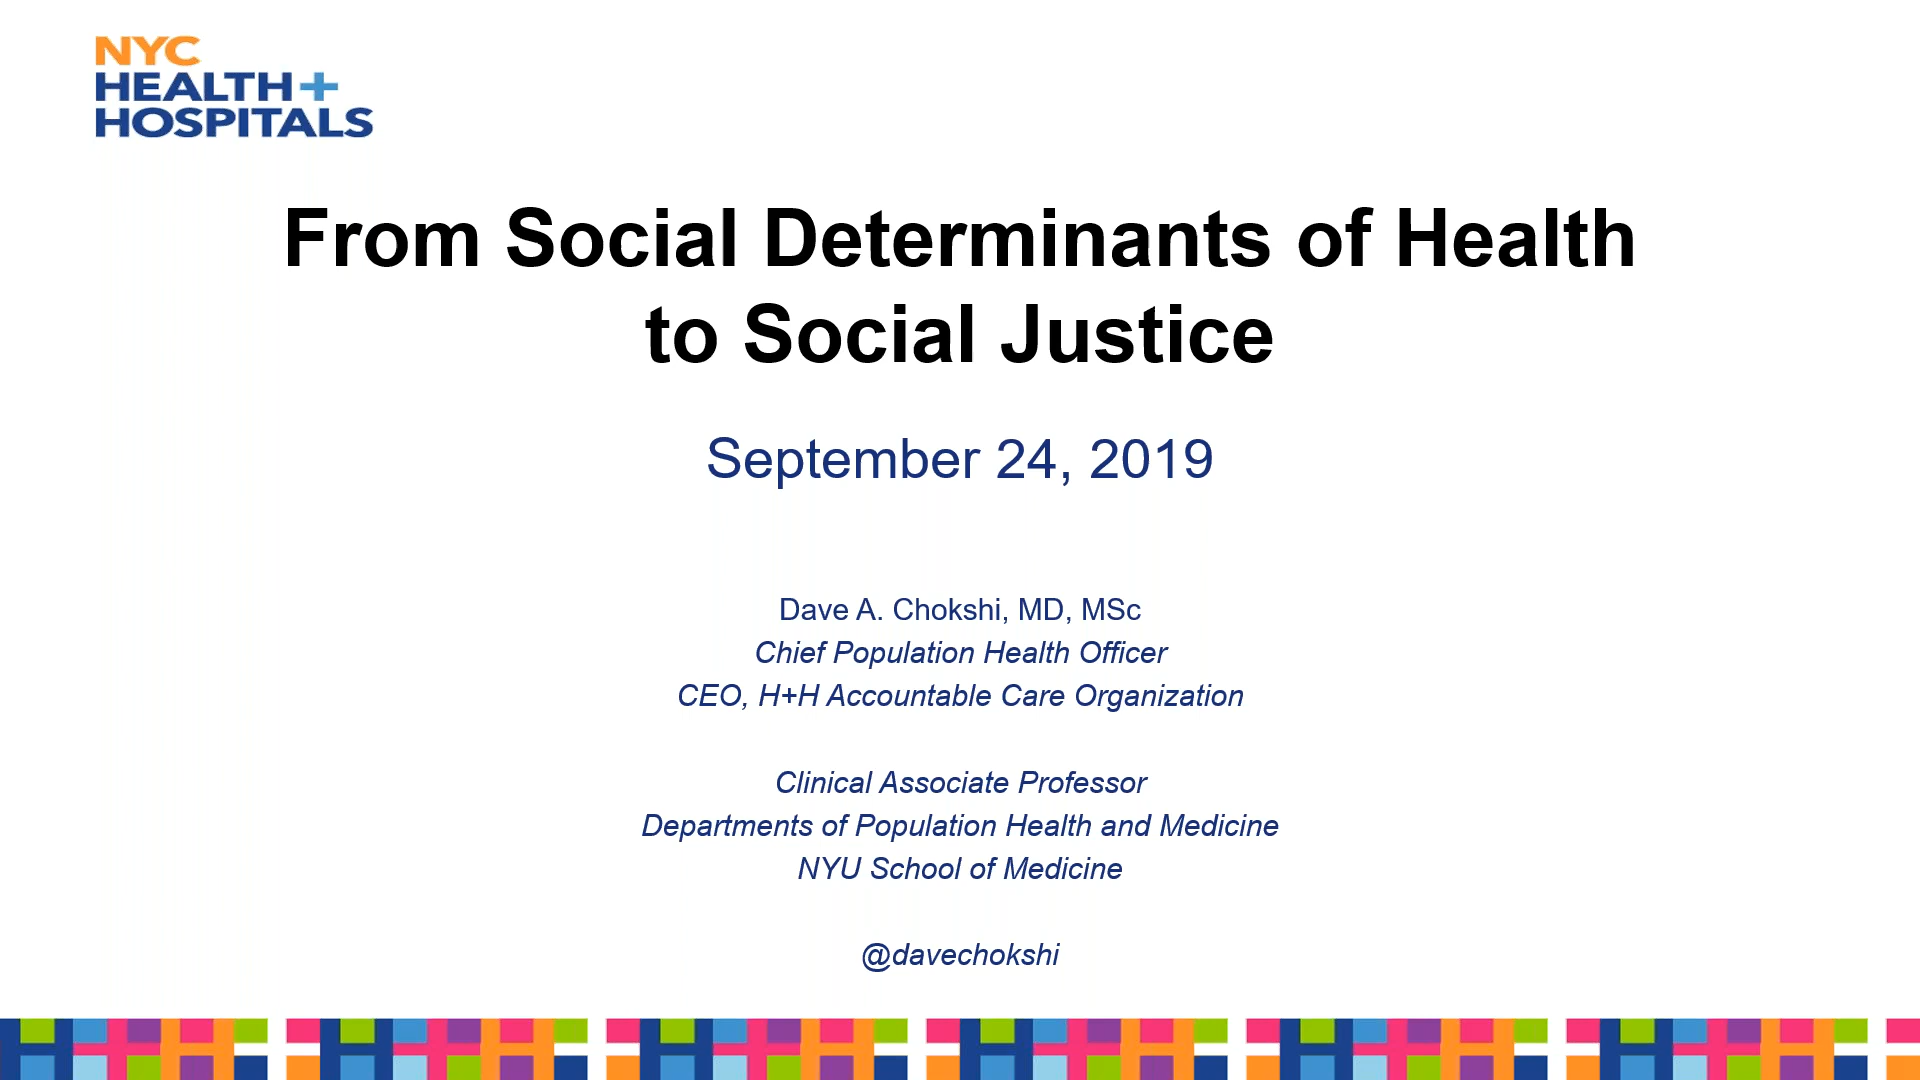 NYC
HEALTH+
HOSPITALS
From Social Determinants of Health
to Social Justice
September 24, 2019
Dave A. Chokshi, MD, MSc
Chief Population Health Officer
CEO, H+H Accountable Care Organization
Clinical Associate Professor
Departments of Population Health and Medicine
NYU School of Medicine
@davechokshi